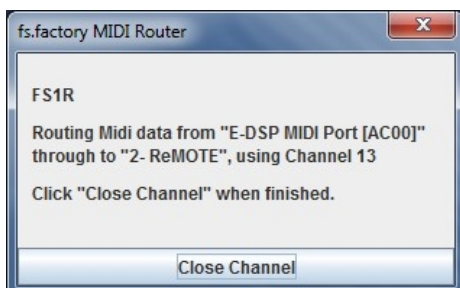 fs.factory MIDI Router
FS1R
Routing Midi data from "E-DSP MIDI Port [AC00]"
through to "2- ReMOTE", using Channel 13
Click "Close Channel" when finished.
Close Channel